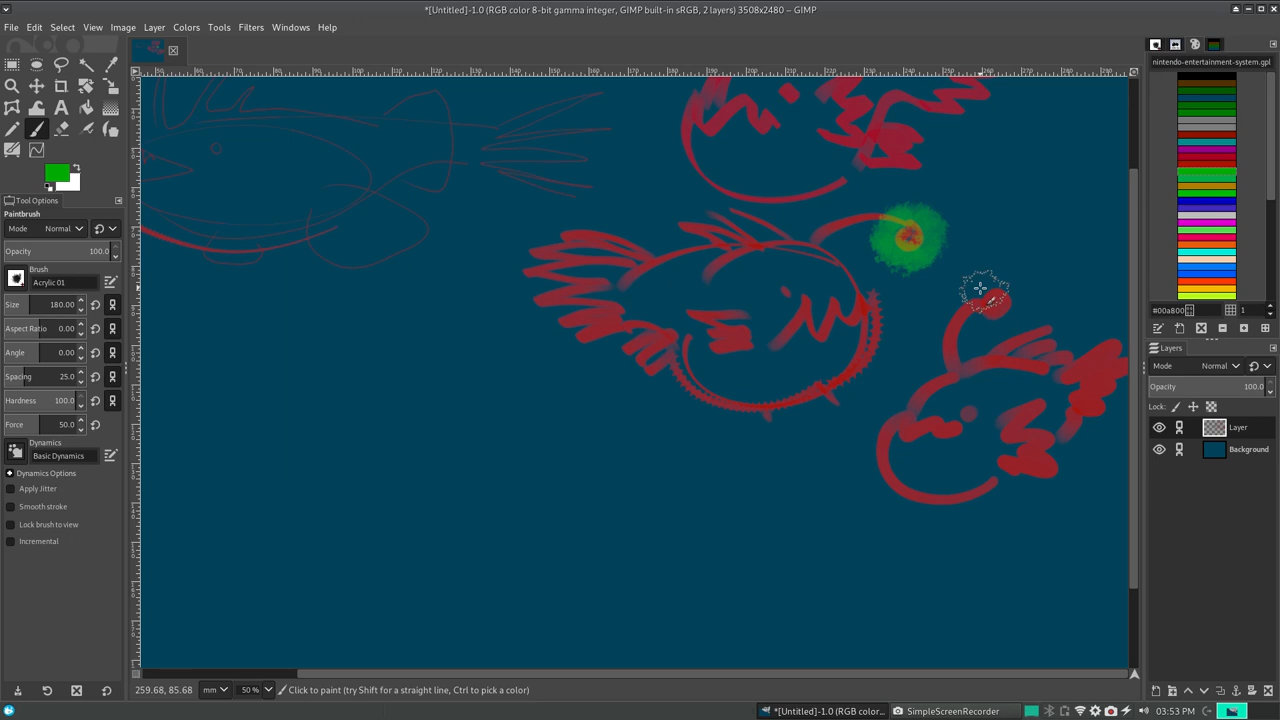 *[Untitled]-1.0 (RGB color 8-bit gamma integer, GIMP built-in sRGB, 2 layers) 3508x2480 – GIMP
File Edit Select View Image Layer Colors Tools Filters Windows Help
nintendo-entertainment-system.gpl
Tool Options
Paintbrush
Mode Normal
Opacity 100.0
Brush
Acrylic 01
Size 180.00
Aspect Ratio 0.00
Angle 0.00
Spacing 25.0
Hardness 100.0
Force 50.0
Dynamics
Basic Dynamics
Dynamics Options
Apply Jitter
Smooth stroke
Lock brush to view
Incremental
#00a800 1
Layers
Mode Normal
Opacity 100.0
Lock:
Layer
Background
259.68, 85.68 mm 50 % Click to paint (try Shift for a straight line, Ctrl to pick a color)
*[Untitled]-1.0 (RGB color... SimpleScreenRecorder 03:53 PM